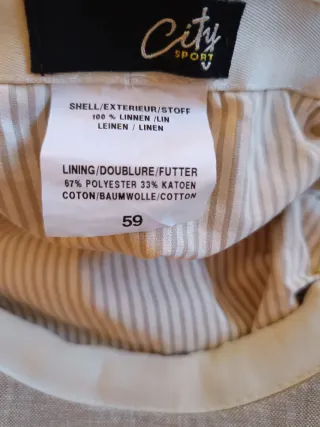 City
SPORT
SHELL/EXTERIEUR/STOFF
100 % LINNEN /LIN
LEINEN / LINEN
LINING/DOUBLURE/FUTTER
67% POLYESTER 33% KATOEN
COTON/BAUMWOLLE/COTTON
59